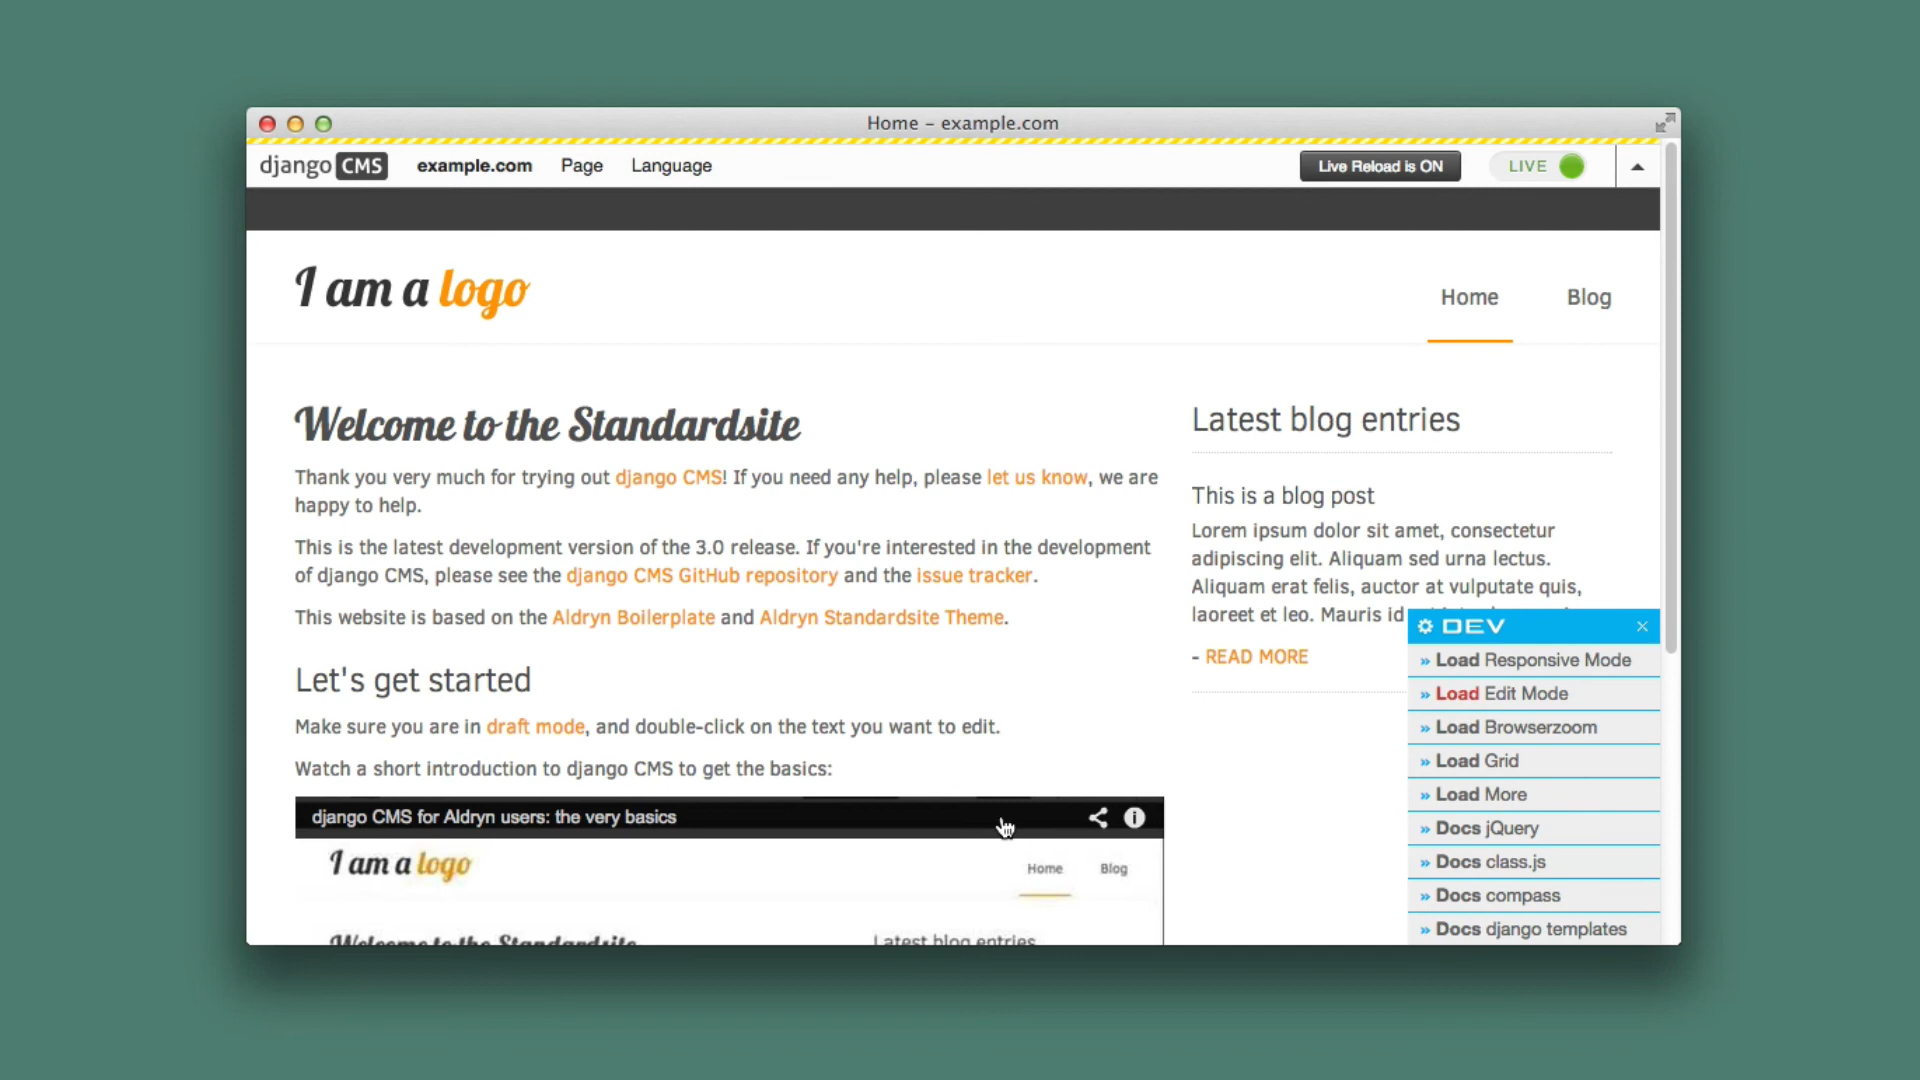 Home – example.com
django CMS example.com Page Language Live Reload is ON LIVE
I am a logo
Home Blog
Welcome to the Standardsite
Thank you very much for trying out django CMS! If you need any help, please let us know, we are
happy to help.
This is the latest development version of the 3.0 release. If you're interested in the development
of django CMS, please see the django CMS GitHub repository and the issue tracker.
This website is based on the Aldryn Boilerplate and Aldryn Standardsite Theme.
Let's get started
Make sure you are in draft mode, and double-click on the text you want to edit.
Watch a short introduction to django CMS to get the basics:
django CMS for Aldryn users: the very basics
I am a logo
Home Blog
Welcome to the Standardsite
Latest blog entries
Latest blog entries
This is a blog post
Lorem ipsum dolor sit amet, consectetur
adipiscing elit. Aliquam sed urna lectus.
Aliquam erat felis, auctor at vulputate quis,
laoreet et leo. Mauris id
- READ MORE
DEV
» Load Responsive Mode
» Load Edit Mode
» Load Browserzoom
» Load Grid
» Load More
» Docs jQuery
» Docs class.js
» Docs compass
» Docs django templates